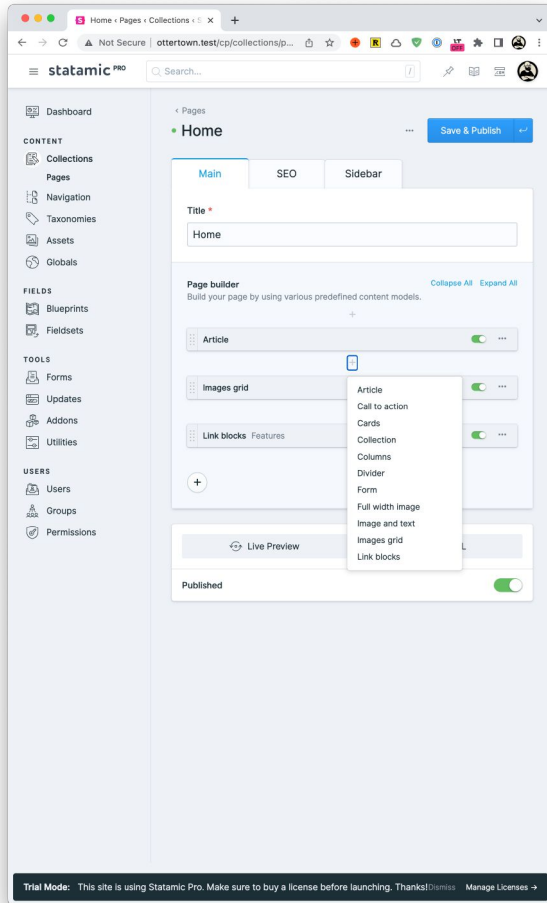 Home ‹ Pages ‹ Collections ‹ S
Not Secure | ottertown.test/cp/collections/p...
statamic PRO
Search...
/
Dashboard
CONTENT
Collections
Pages
Navigation
Taxonomies
Assets
Globals
FIELDS
Blueprints
Fieldsets
TOOLS
Forms
Updates
Addons
Utilities
USERS
Users
Groups
Permissions
‹ Pages
Home
Save & Publish
Main SEO Sidebar
Title *
Home
Page builder
Collapse All Expand All
Build your page by using various predefined content models.
Article
Images grid
Link blocks Features
Article
Call to action
Cards
Collection
Columns
Divider
Form
Full width image
Image and text
Images grid
Link blocks
Live Preview
L
Published
Trial Mode: This site is using Statamic Pro. Make sure to buy a license before launching. Thanks! Dismiss Manage Licenses →